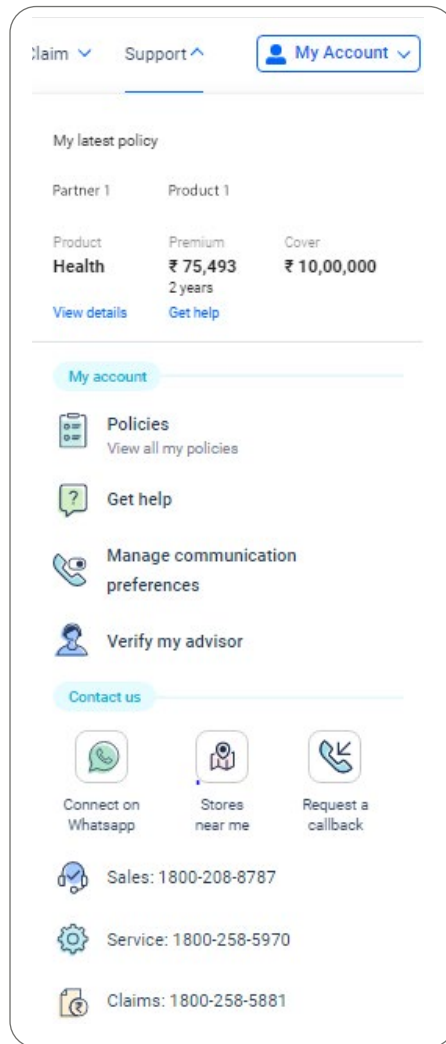 Claim Support My Account
My latest policy
Partner 1 Product 1
Product Premium Cover
Health ₹ 75,493 ₹ 10,00,000
2 years
View details Get help
My account
Policies
View all my policies
?
Get help
Manage communication
preferences
Verify my advisor
Contact us
Connect on Stores Request a
Whatsapp near me callback
Sales: 1800-208-8787
Service: 1800-258-5970
₹
Claims: 1800-258-5881